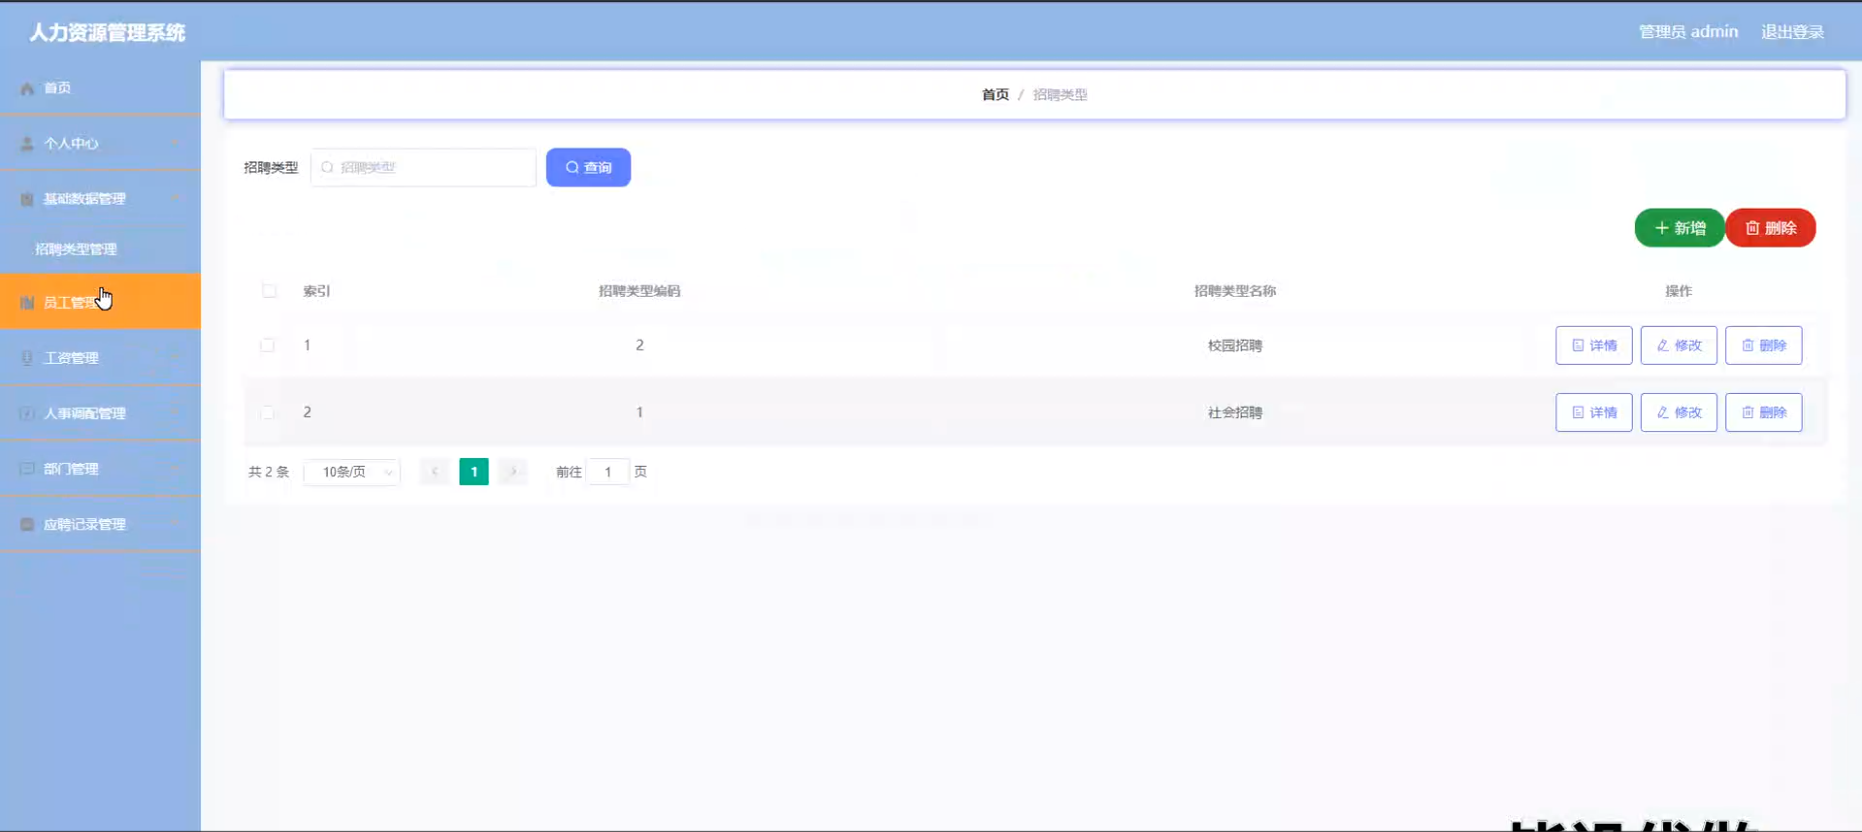 人力资源管理系统
管理员 admin 退出登录
首页
个人中心
基础数据管理
招聘类型管理
员工管理
工资管理
人事调配管理
部门管理
应聘记录管理
首页 / 招聘类型
招聘类型 招聘类型 查询
新增 删除
索引 招聘类型编码 招聘类型名称 操作
1 2 校园招聘 详情 修改 删除
2 1 社会招聘 详情 修改 删除
共 2 条 10条/页 1 前往 1 页